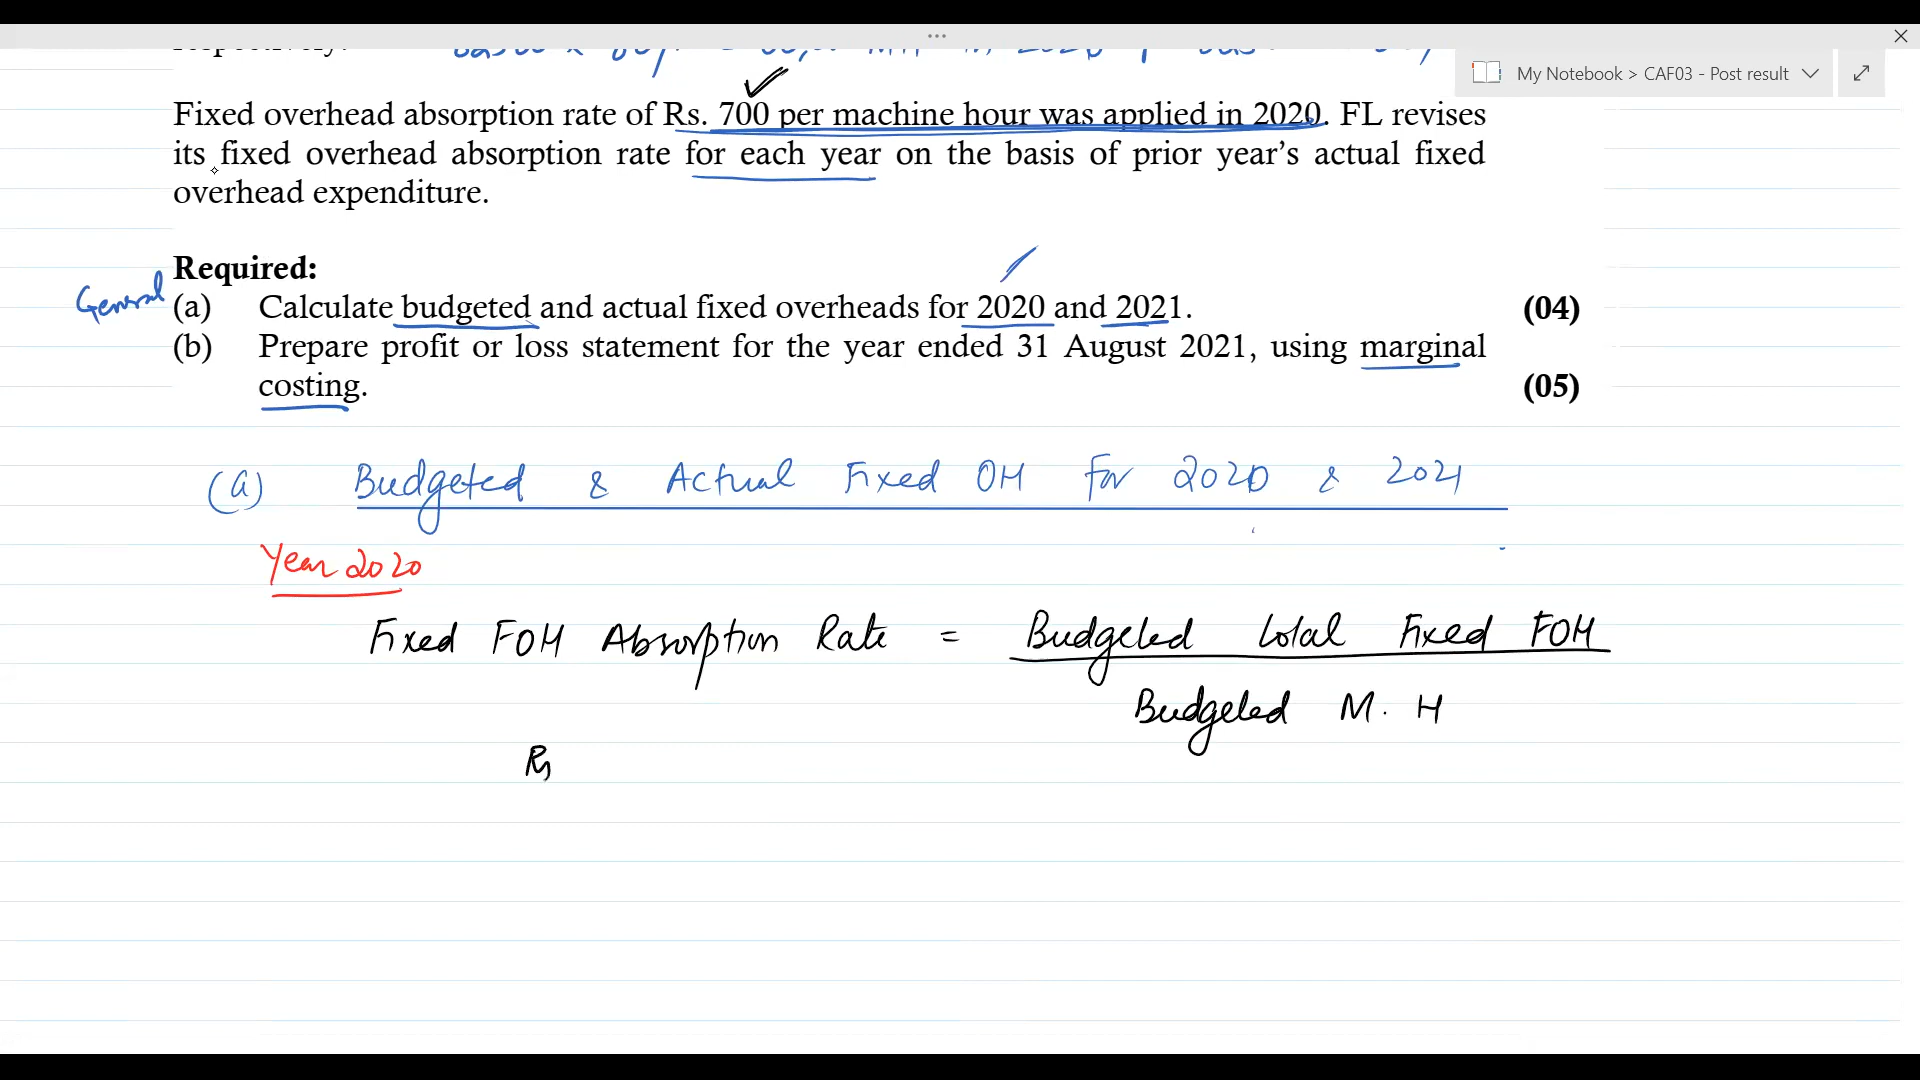 My Notebook > CAF03 - Post result
Fixed overhead absorption rate of Rs. 700 per machine hour was applied in 2020. FL revises
its fixed overhead absorption rate for each year on the basis of prior year's actual fixed
overhead expenditure.
Required:
General
(a) Calculate budgeted and actual fixed overheads for 2020 and 2021. (04)
(b) Prepare profit or loss statement for the year ended 31 August 2021, using marginal
costing. (05)
(a) Budgeted & Actual Fixed OH for 2020 & 2021
Year 2020
Fixed FOH Absorption Rate = Budgeted total Fixed FOH
Budgeted M. H
Rs